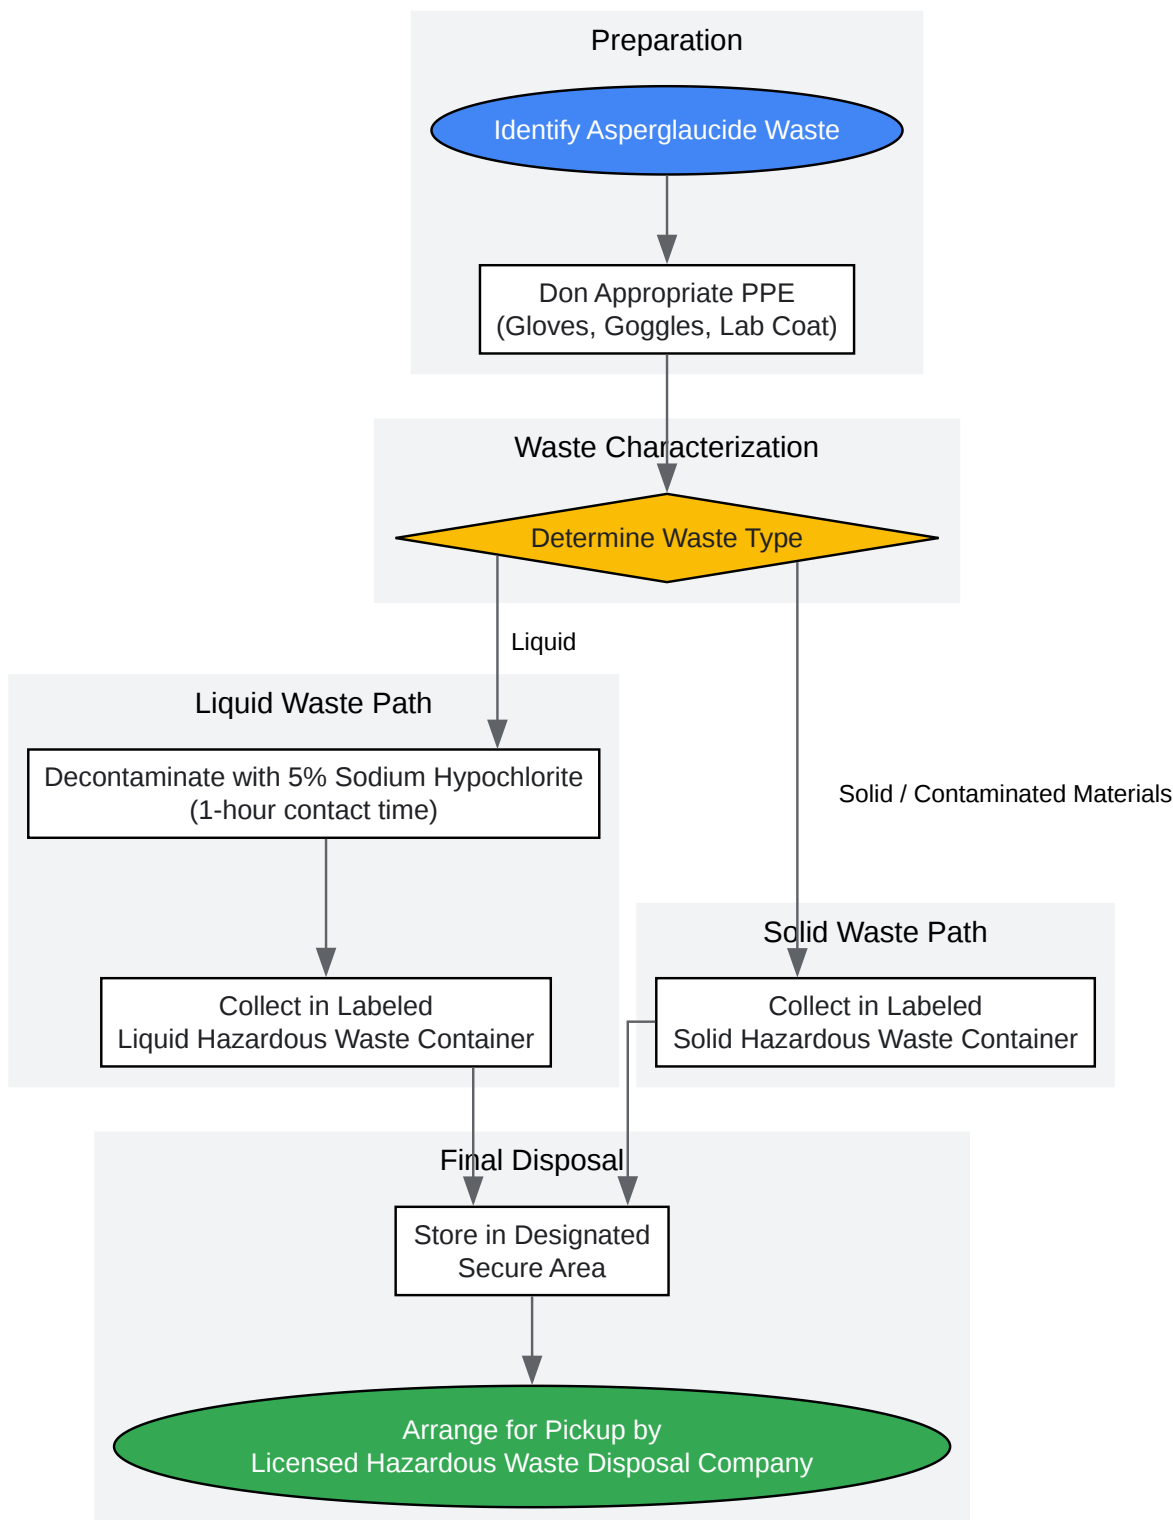 Preparation
Identify Asperglaucide Waste
Don Appropriate PPE
(Gloves, Goggles, Lab Coat)
Waste Characterization
Determine Waste Type
Liquid
Liquid Waste Path
Decontaminate with 5% Sodium Hypochlorite
(1-hour contact time)
Solid / Contaminated Materials
Solid Waste Path
Collect in Labeled
Liquid Hazardous Waste Container
Collect in Labeled
Solid Hazardous Waste Container
Final Disposal
Store in Designated
Secure Area
Arrange for Pickup by
Licensed Hazardous Waste Disposal Company